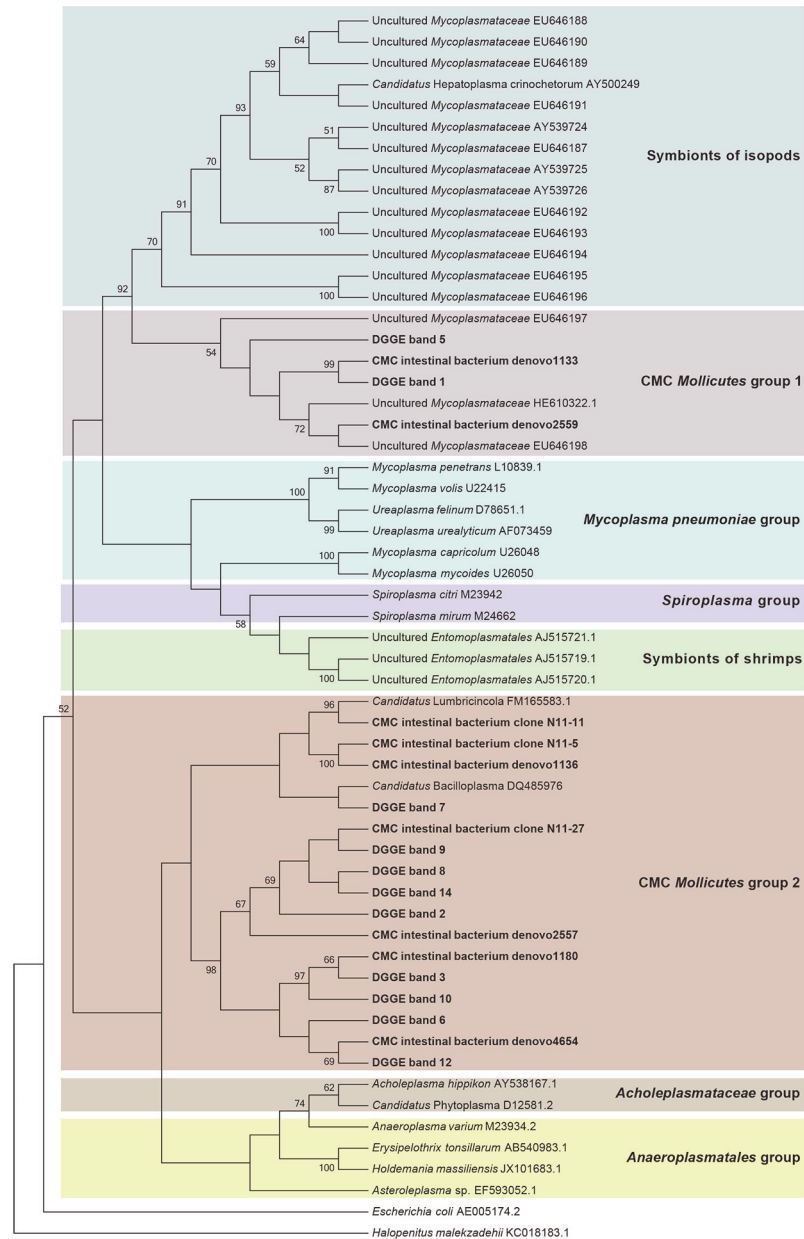 Uncultured Mycoplasmataceae EU646188
64
Uncultured Mycoplasmataceae EU646190
59
Uncultured Mycoplasmataceae EU646189
Candidatus Hepatoplasma crinochetorum AY500249
93
Uncultured Mycoplasmataceae EU646191
51
Uncultured Mycoplasmataceae AY539724
Uncultured Mycoplasmataceae EU646187
Symbionts of isopods
70
52
Uncultured Mycoplasmataceae AY539725
87
Uncultured Mycoplasmataceae AY539726
91
Uncultured Mycoplasmataceae EU646192
100
Uncultured Mycoplasmataceae EU646193
70
Uncultured Mycoplasmataceae EU646194
Uncultured Mycoplasmataceae EU646195
92
100
Uncultured Mycoplasmataceae EU646196
Uncultured Mycoplasmataceae EU646197
54
DGGE band 5
99
CMC intestinal bacterium denovo1133
DGGE band 1
CMC Mollicutes group 1
Uncultured Mycoplasmataceae HE610322.1
72
CMC intestinal bacterium denovo2559
Uncultured Mycoplasmataceae EU646198
91
Mycoplasma penetrans L10839.1
100
Mycoplasma volis U22415
Ureaplasma felinum D78651.1
Mycoplasma pneumoniae group
99
Ureaplasma urealyticum AF073459
100
Mycoplasma capricolum U26048
Mycoplasma mycoides U26050
Spiroplasma citri M23942
Spiroplasma group
58
Spiroplasma mirum M24662
Uncultured Entomoplasmatales AJ515721.1
Uncultured Entomoplasmatales AJ515719.1
Symbionts of shrimps
100
Uncultured Entomoplasmatales AJ515720.1
52
96
Candidatus Lumbricincola FM165583.1
CMC intestinal bacterium clone N11-11
CMC intestinal bacterium clone N11-5
100
CMC intestinal bacterium denovo1136
Candidatus Bacilloplasma DQ485976
DGGE band 7
CMC intestinal bacterium clone N11-27
DGGE band 9
69
DGGE band 8
CMC Mollicutes group 2
DGGE band 14
67
DGGE band 2
CMC intestinal bacterium denovo2557
66
CMC intestinal bacterium denovo1180
98
97
DGGE band 3
DGGE band 10
DGGE band 6
CMC intestinal bacterium denovo4654
69
DGGE band 12
62
Acholeplasma hippikon AY538167.1
Acholeplasmataceae group
74
Candidatus Phytoplasma D12581.2
Anaeroplasma varium M23934.2
Erysipelothrix tonsillarum AB540983.1
Anaeroplasmatales group
100
Holdemania massiliensis JX101683.1
Asteroleplasma sp. EF593052.1
Escherichia coli AE005174.2
Halopenitus malekzadehii KC018183.1